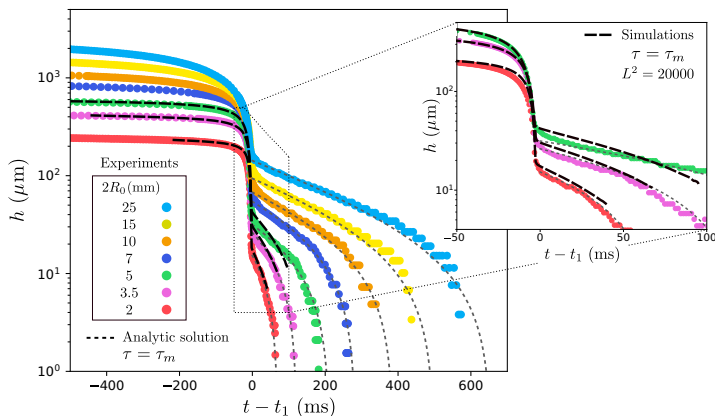 10³
10²
10¹
10⁰
h (μm)
−400
−200
0
200
400
600
t − t₁ (ms)
Experiments
2R₀(mm)
25
15
10
7
5
3.5
2
Analytic solution
τ = τₘ
10²
10¹
h (μm)
−50
0
50
100
t − t₁ (ms)
Simulations
τ = τₘ
L² = 20000